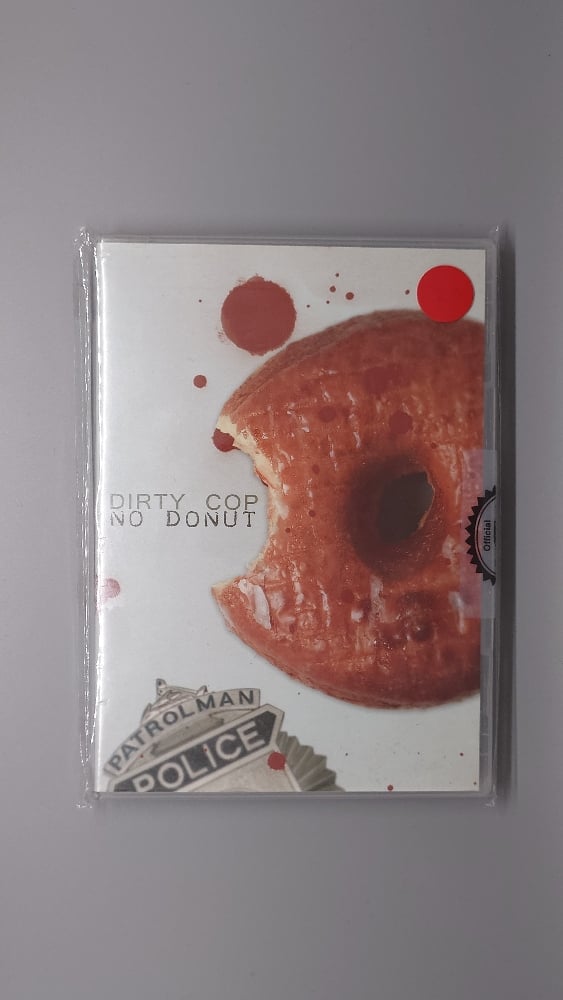 DIRTY COP
NO DONUT
PATROLMAN
POLICE
Official